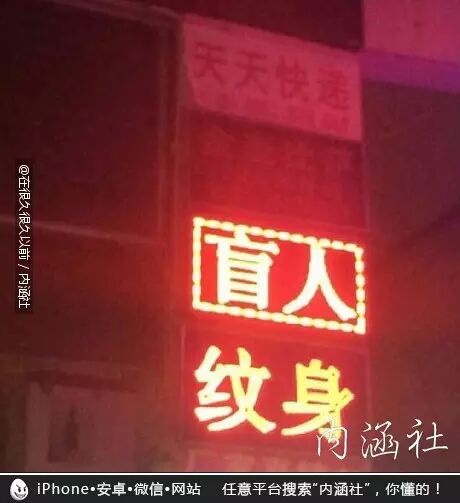 天天快递
盲人
纹身
@在很久很久以前 / 内涵社
内涵社
iPhone•安卓•微信•网站 任意平台搜索“内涵社”，你懂的！